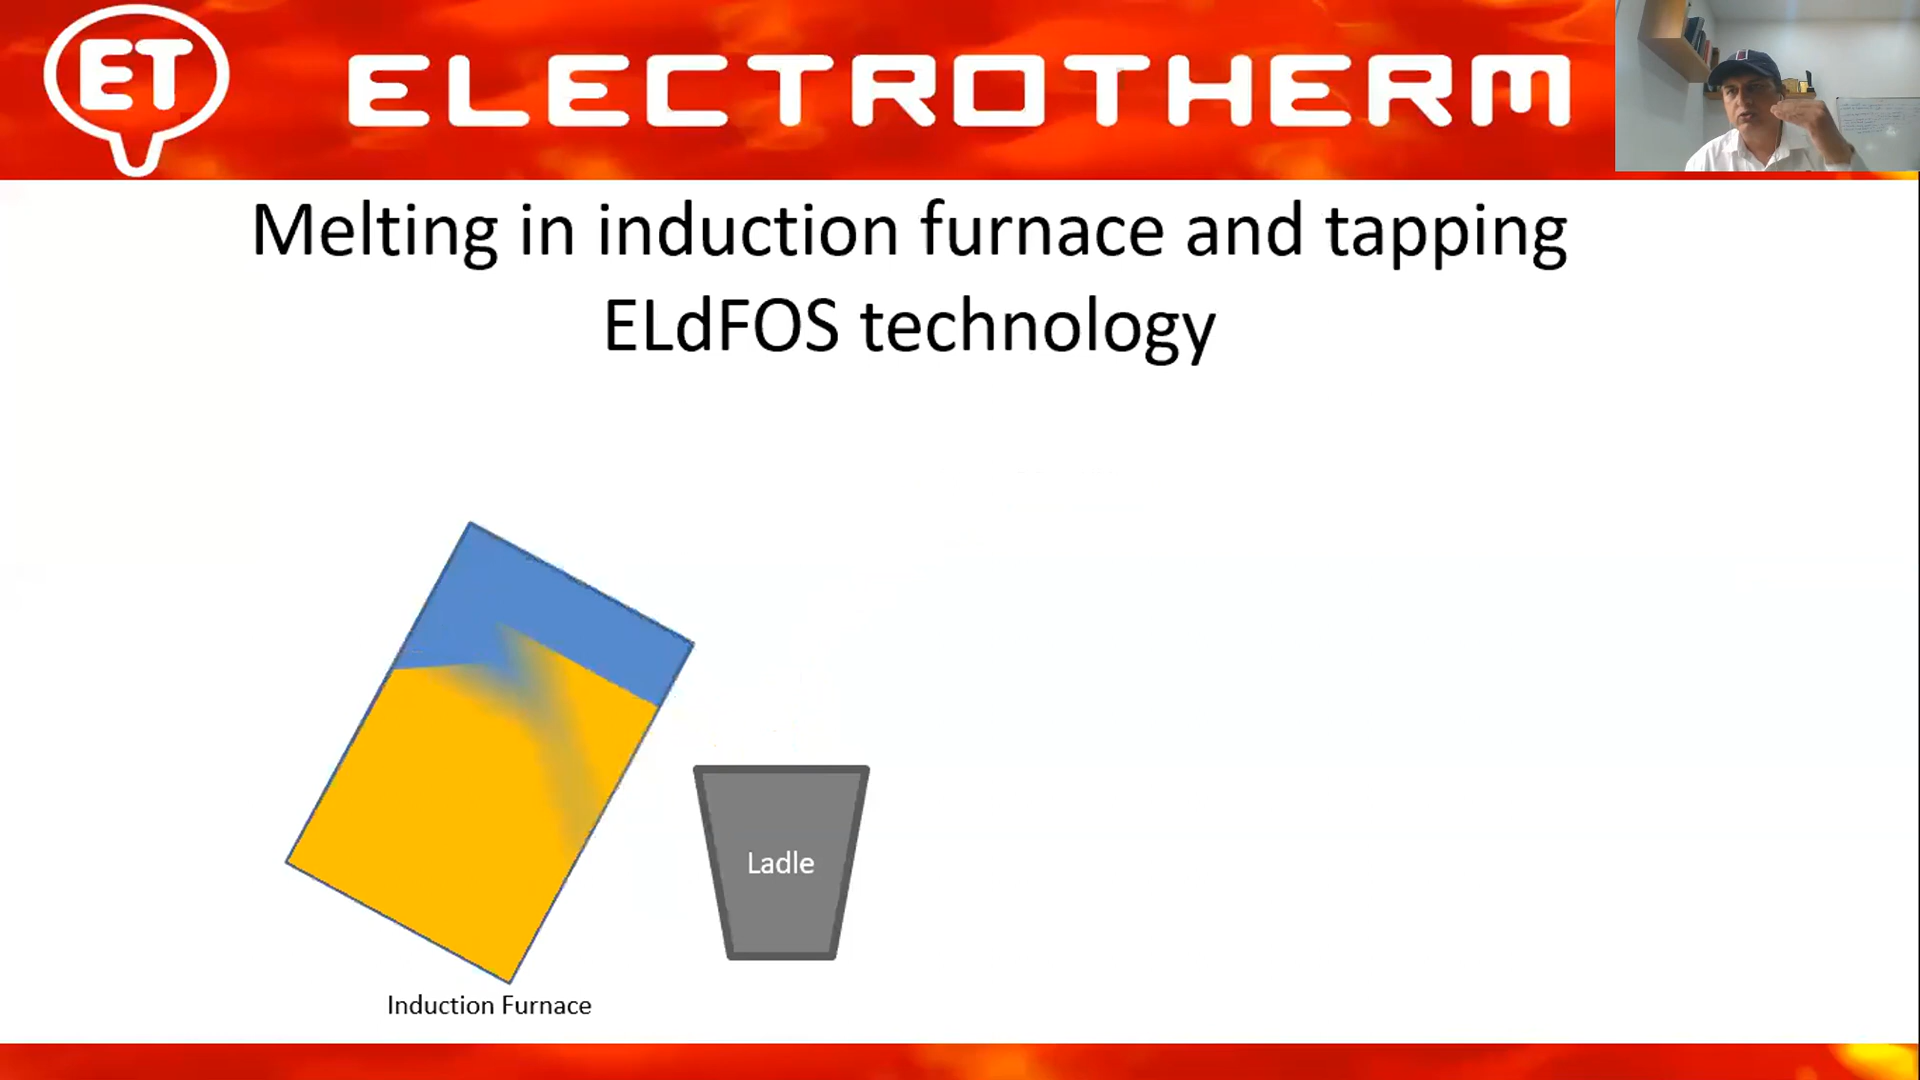 ET
ELECTROTHERM
Melting in induction furnace and tapping
ELdFOS technology
Ladle
Induction Furnace